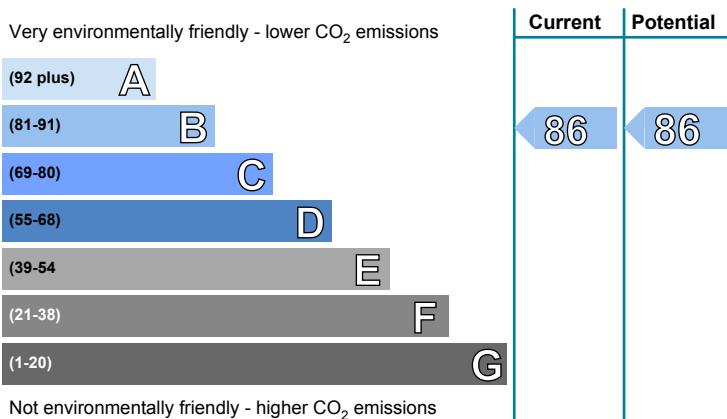 Current Potential
Very environmentally friendly - lower CO2 emissions
(92 plus) A
(81-91) B 86 86
(69-80) C
(55-68) D
(39-54 E
(21-38) F
(1-20) G
Not environmentally friendly - higher CO2 emissions